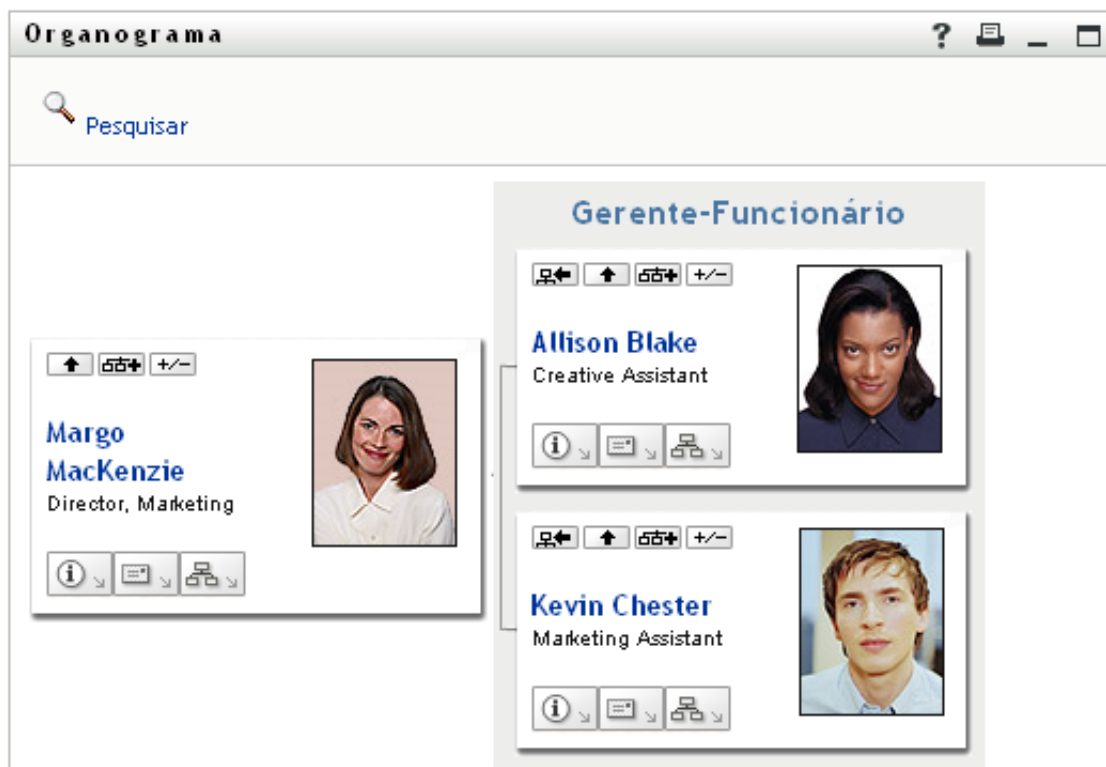 Organograma
Pesquisar
Gerente-Funcionário
Allison Blake
Creative Assistant
Margo
MacKenzie
Director, Marketing
Kevin Chester
Marketing Assistant